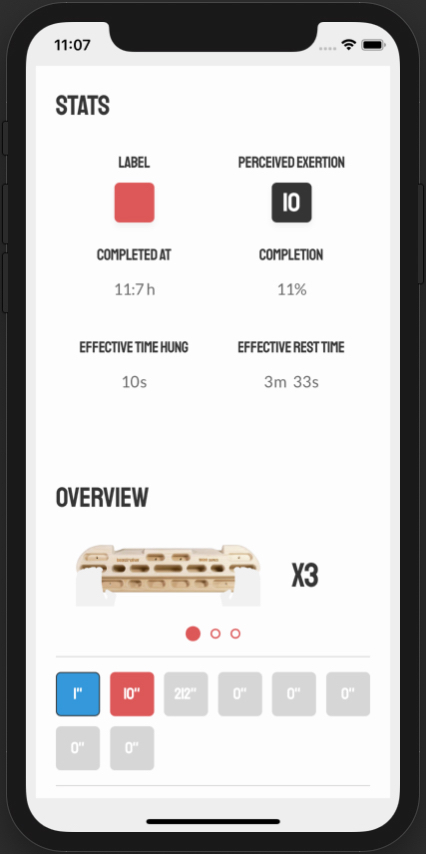 11:07
STATS
LABEL PERCEIVED EXERTION
10
COMPLETED AT COMPLETION
11:7 h 11%
EFFECTIVE TIME HUNG EFFECTIVE REST TIME
10s 3m 33s
OVERVIEW
X3
1" 10" 212" 0" 0" 0"
0" 0"